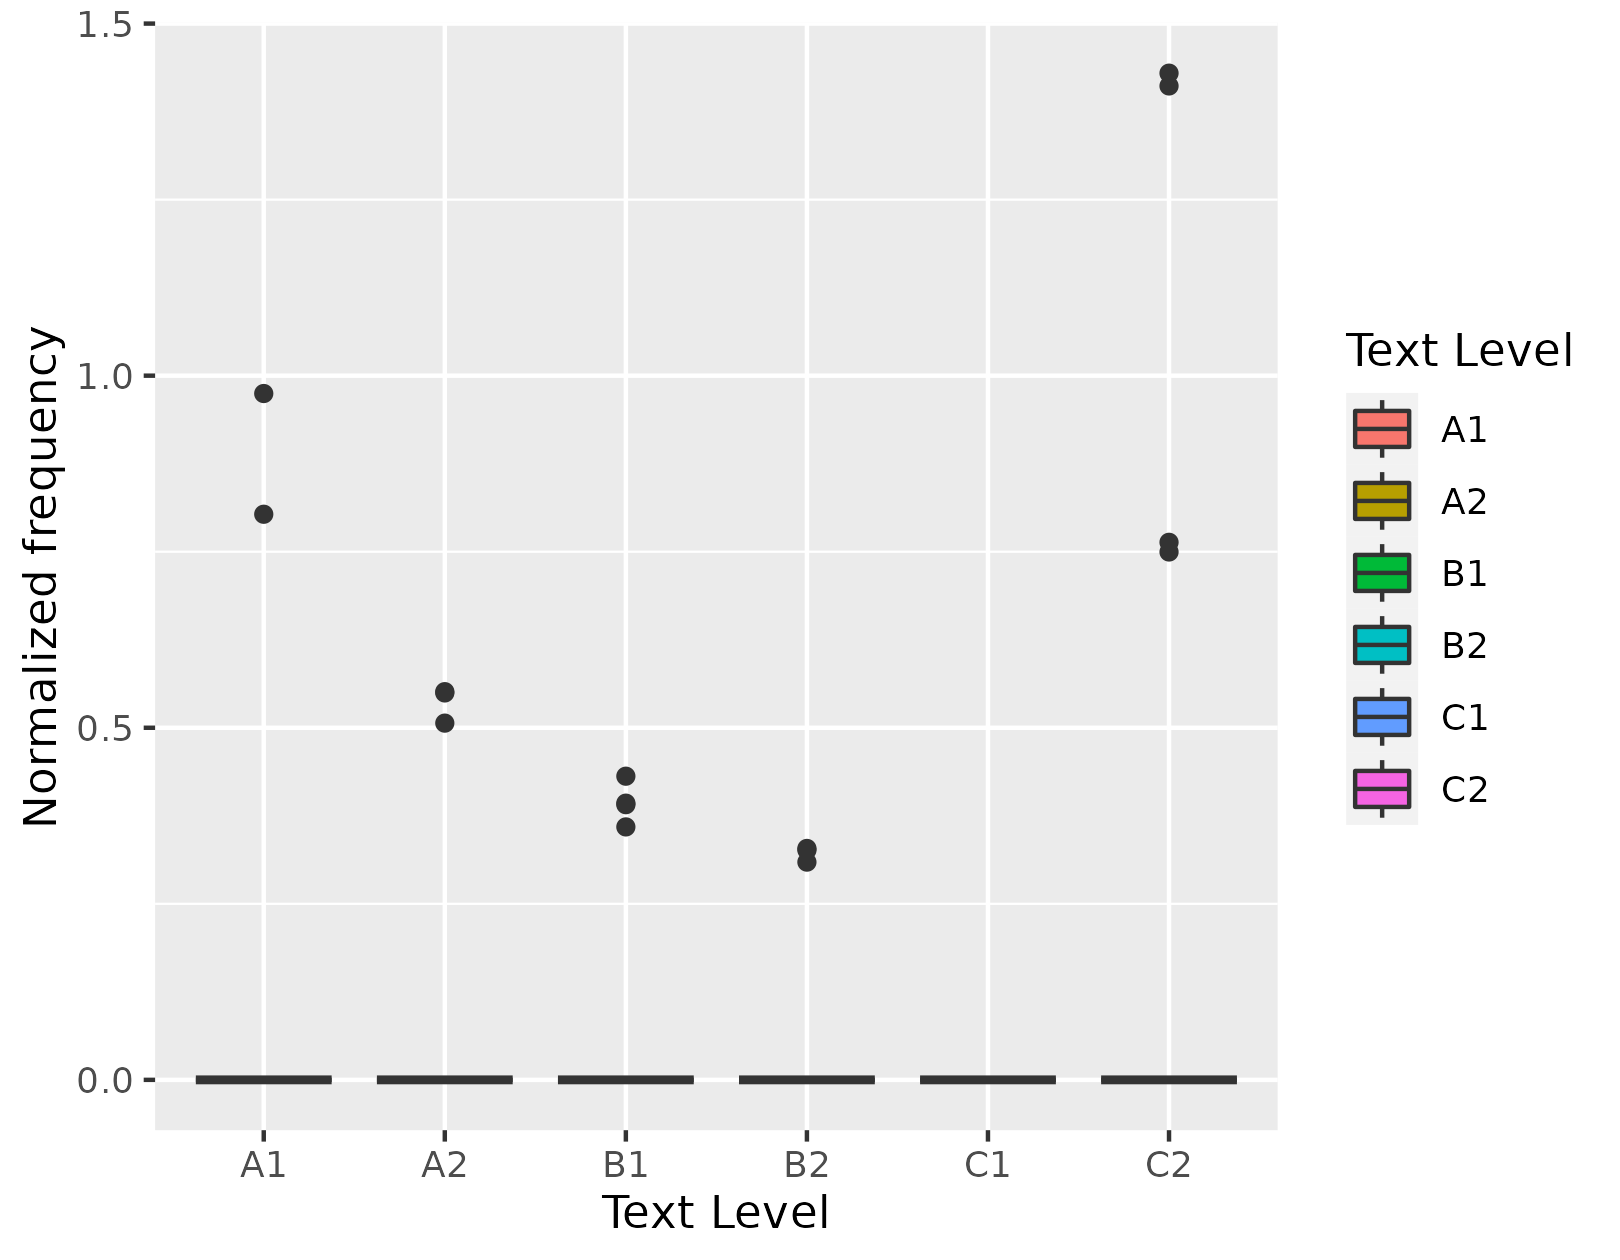 1.5
1.0
0.5
0.0
Normalized frequency
A1 A2 B1 B2 C1 C2
Text Level
Text Level
A1
A2
B1
B2
C1
C2